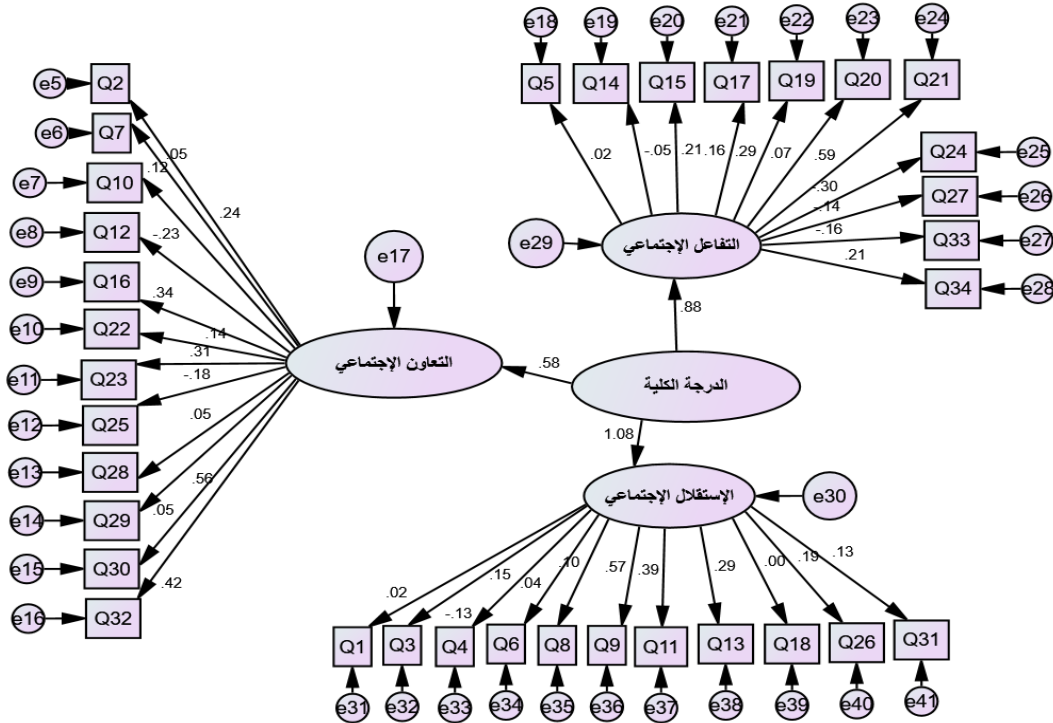 e18 e19 e20 e21 e22 e23 e24
Q5 Q14 Q15 Q17 Q19 Q20 Q21
e5 Q2
e6 Q7
e7 Q10
e8 Q12
e9 Q16
e10 Q22
e11 Q23
e12 Q25
e13 Q28
e14 Q29
e15 Q30
e16 Q32
.05
.12
.24
-.23
.34
.14
.31
-.18
.05
.56
.05
.42
e17
التعاون الإجتماعي
.02 -.05 .21 .16 .29 .07 .59
-.30
-.14
-.16
.21
Q24 e25
Q27 e26
Q33 e27
Q34 e28
e29
التفاعل الإجتماعي
.88
.58
الدرجة الكلية
1.08
الإستقلال الإجتماعي
e30
.02 -.13 .15 .04 .10 .57 .39 .29 .00 .19 .13
Q1 Q3 Q4 Q6 Q8 Q9 Q11 Q13 Q18 Q26 Q31
e31 e32 e33 e34 e35 e36 e37 e38 e39 e40 e41